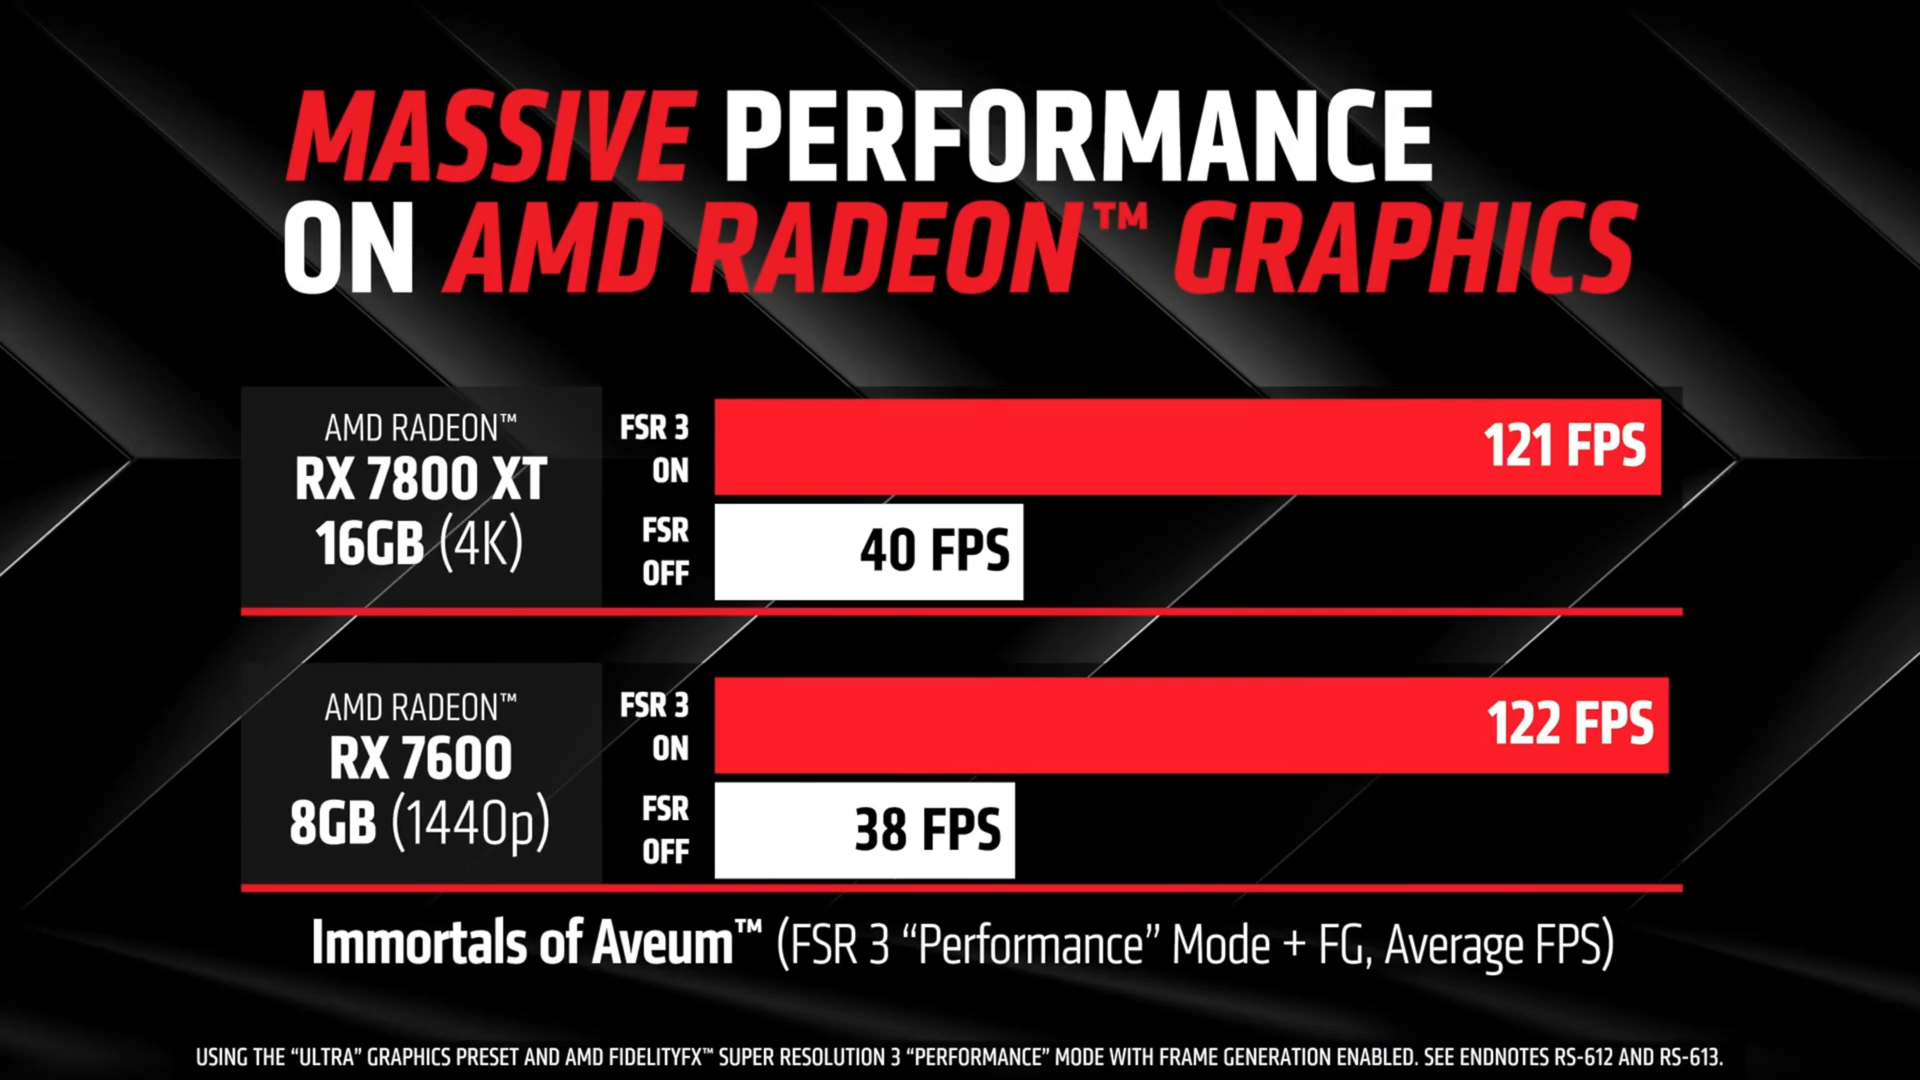 MASSIVE PERFORMANCE
ON AMD RADEON™ GRAPHICS
AMD RADEON™
RX 7800 XT
16GB (4K)
FSR 3
ON
121 FPS
FSR
OFF
40 FPS
AMD RADEON™
RX 7600
8GB (1440p)
FSR 3
ON
122 FPS
FSR
OFF
38 FPS
Immortals of Aveum™ (FSR 3 “Performance” Mode + FG, Average FPS)
USING THE “ULTRA” GRAPHICS PRESET AND AMD FIDELITYFX™ SUPER RESOLUTION 3 “PERFORMANCE” MODE WITH FRAME GENERATION ENABLED. SEE ENDNOTES RS-612 AND RS-613.